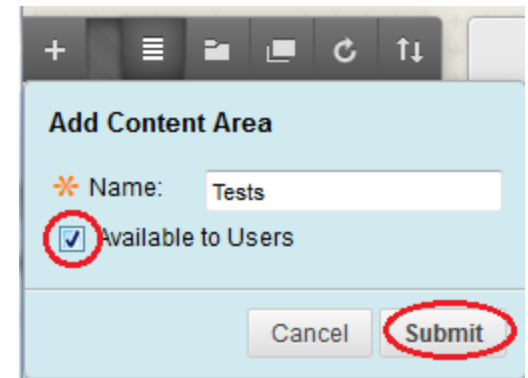 Add Content Area
Name: Tests
Available to Users
Cancel Submit